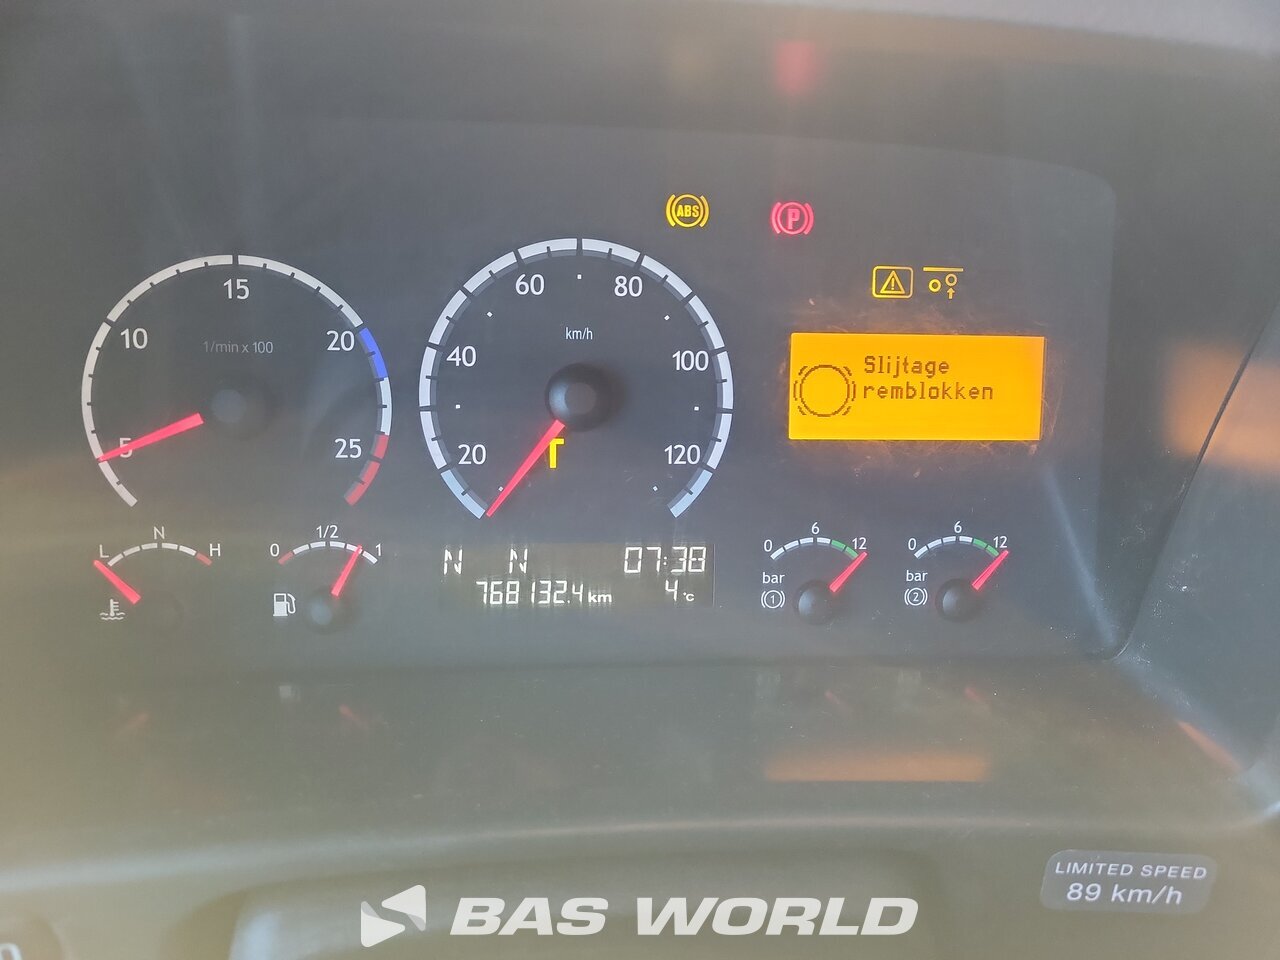 ABS
P
15
10
20
1/min x 100
5
25
60
80
km/h
40
100
20
120
Slijtage
remblokken
L
N
H
0
1/2
1
N N 07:38
768132.4 km 4 °C
0
6
12
bar
1
0
6
12
bar
2
LIMITED SPEED
89 km/h
BAS WORLD